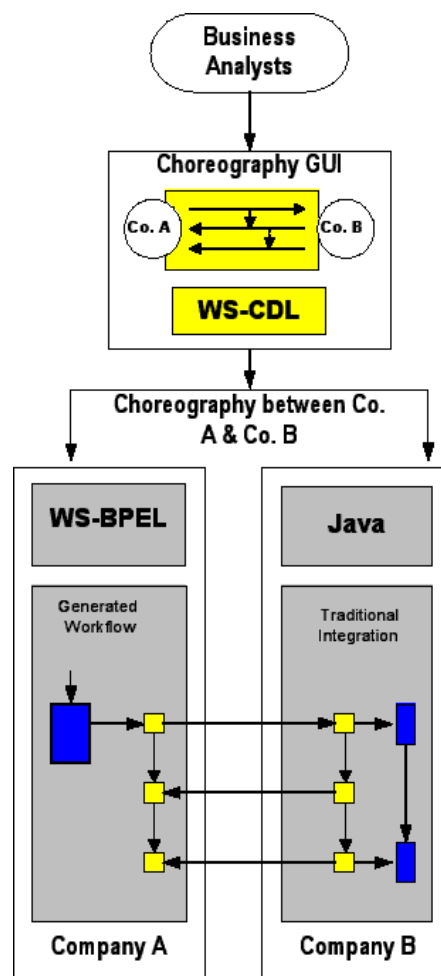 Business
Analysts
Choreography GUI
Co. A
Co. B
WS-CDL
Choreography between Co.
A & Co. B
WS-BPEL
Java
Generated
Workflow
Traditional
Integration
Company A
Company B